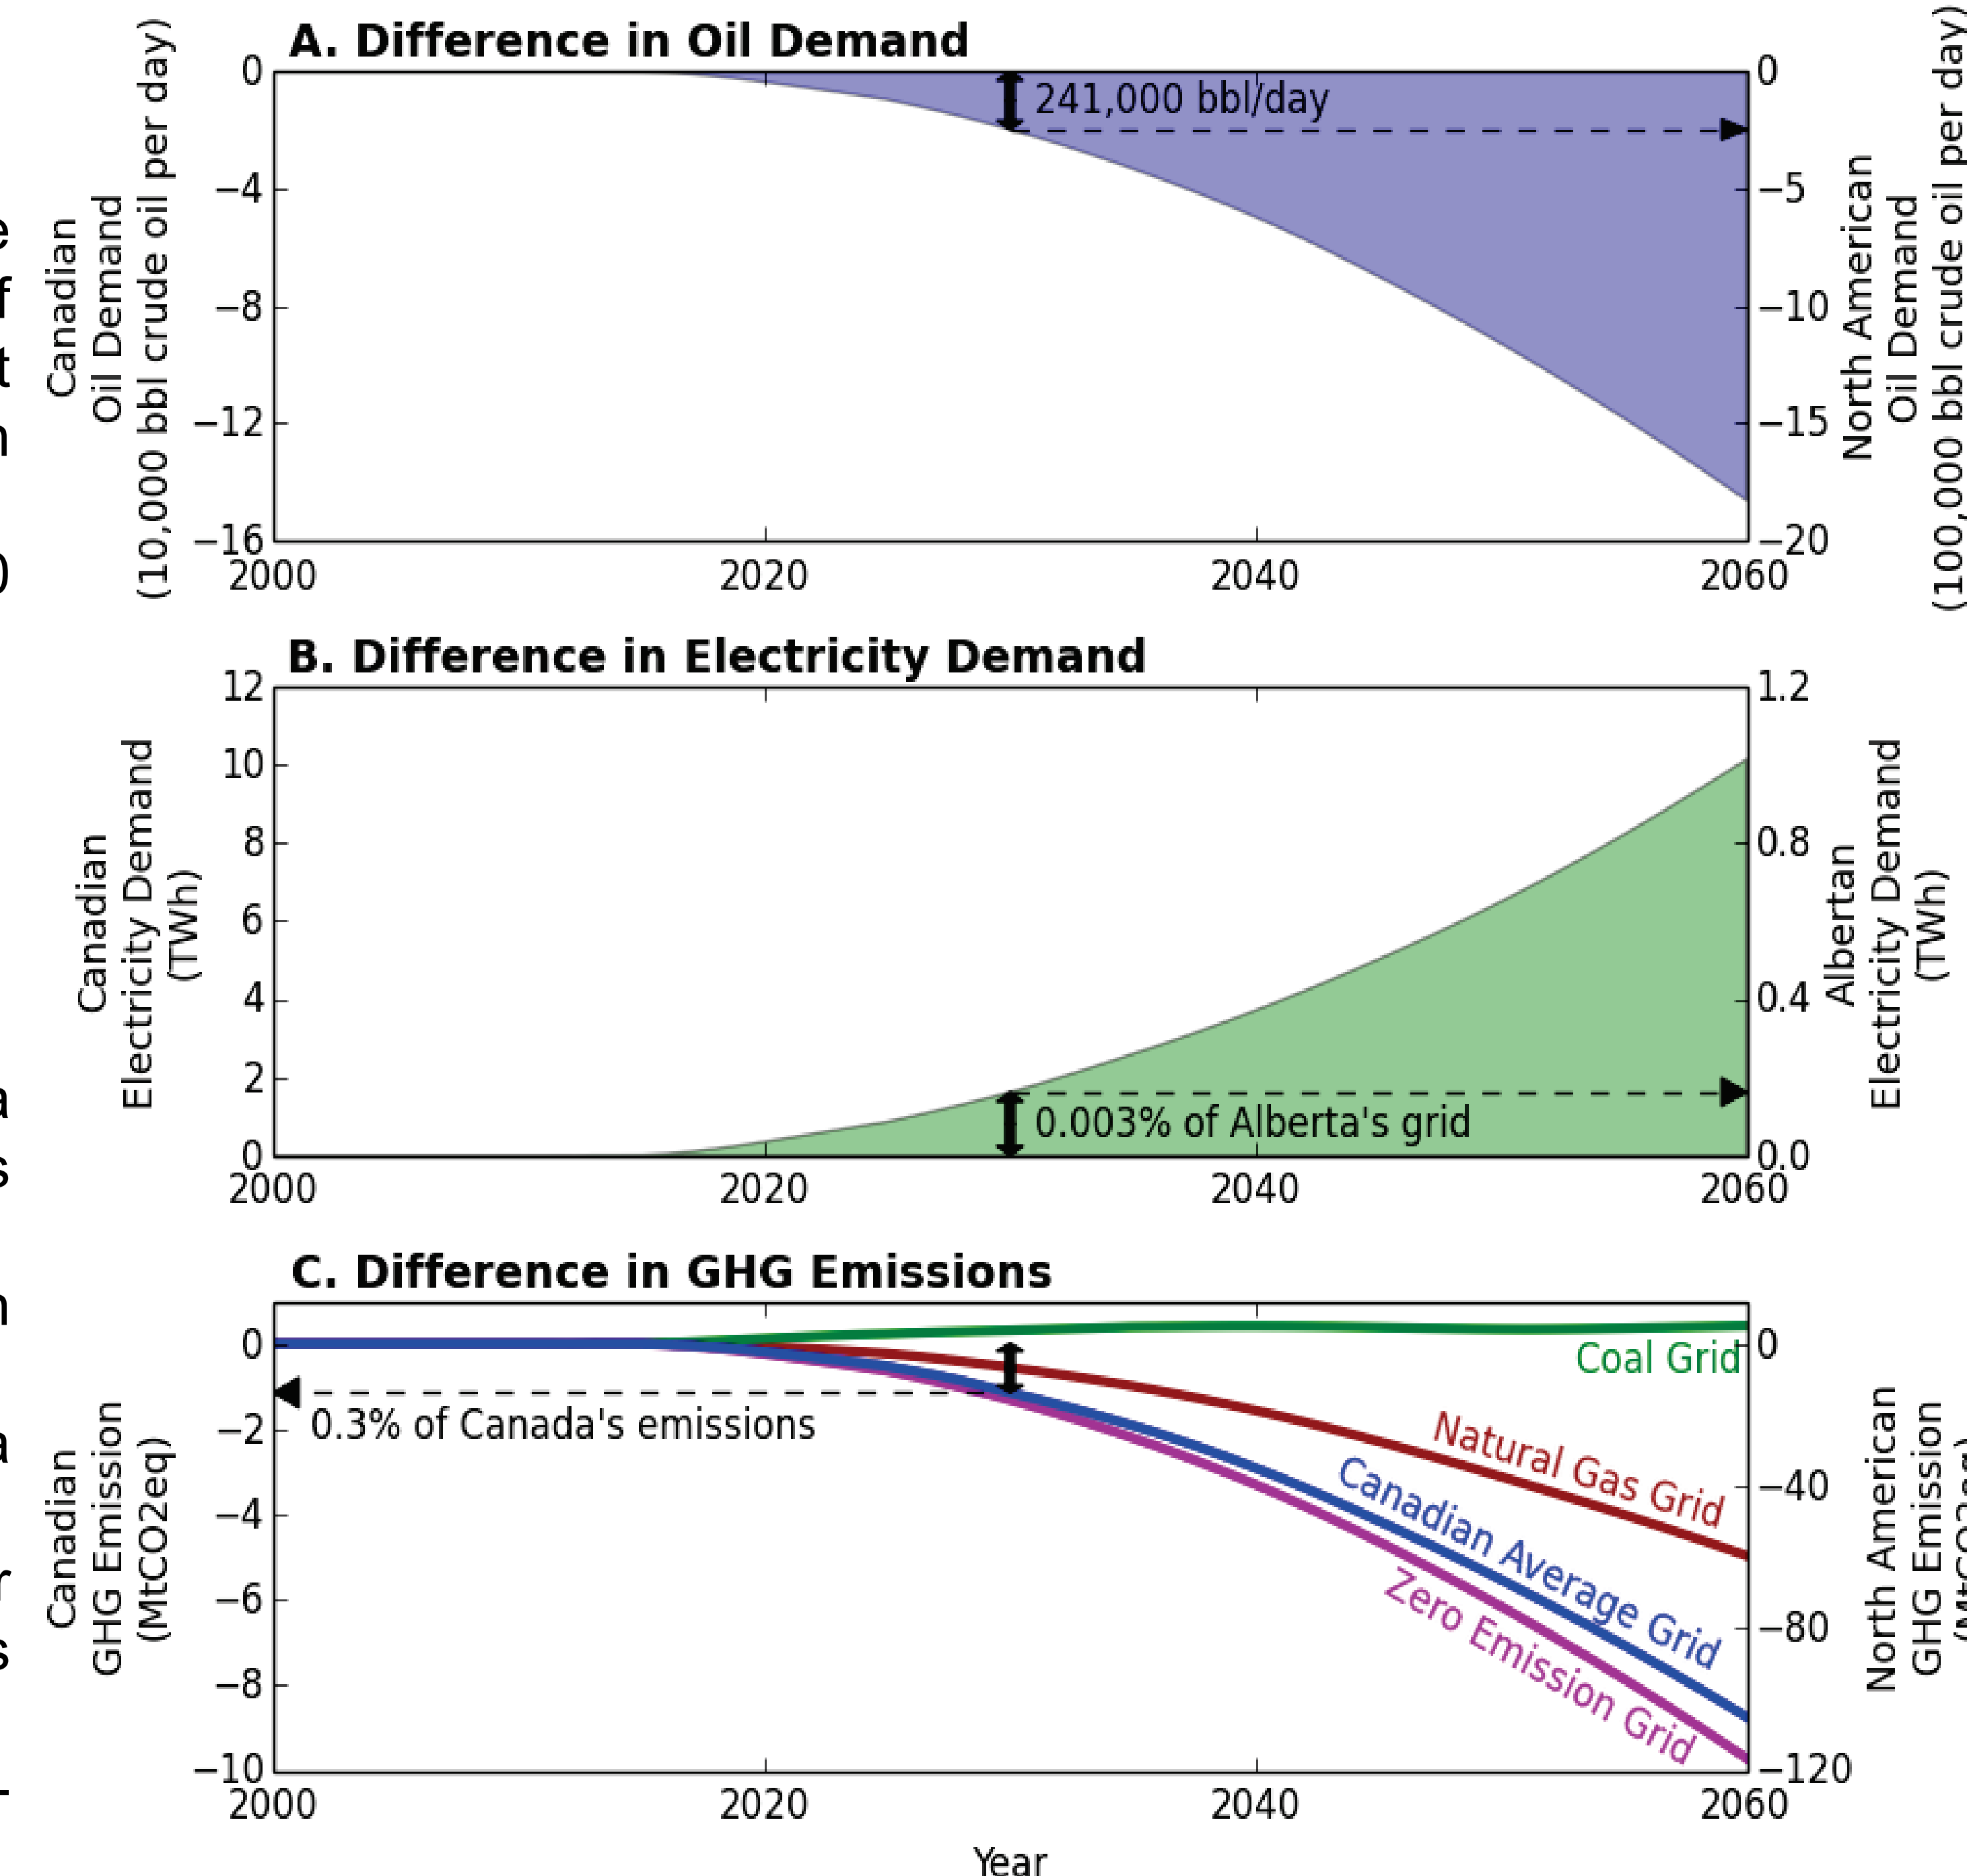 A. Difference in Oil Demand
Canadian
Oil Demand
(10,000 bbl crude oil per day)
0
−4
−8
−12
−16
241,000 bbl/day
0
−5
−10
−15
−20
North American
Oil Demand
(100,000 bbl crude oil per day)
2000
2020
2040
2060
B. Difference in Electricity Demand
Canadian
Electricity Demand
(TWh)
12
10
8
6
4
2
0
0.003% of Alberta's grid
1.2
0.8
0.4
0.0
Albertan
Electricity Demand
(TWh)
2000
2020
2040
2060
C. Difference in GHG Emissions
Canadian
GHG Emission
(MtCO2eq)
0
−2
−4
−6
−8
−10
0.3% of Canada's emissions
Coal Grid
Natural Gas Grid
Canadian Average Grid
Zero Emission Grid
0
−40
−80
−120
North American
GHG Emission
2000
2020
2040
2060
Year